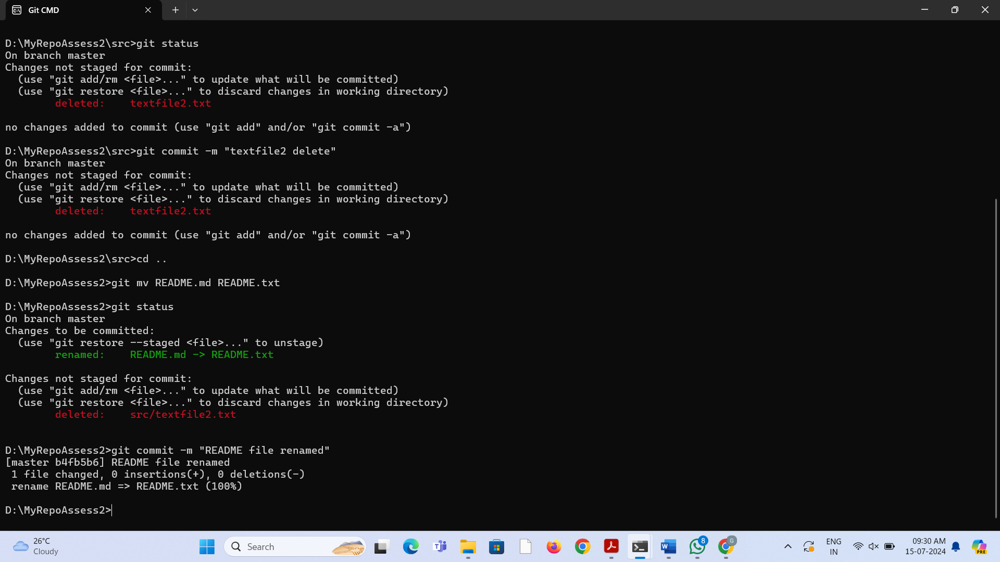 Git CMD
D:\MyRepoAssess2\src>git status
On branch master
Changes not staged for commit:
  (use "git add/rm <file>..." to update what will be committed)
  (use "git restore <file>..." to discard changes in working directory)
        deleted:    textfile2.txt
no changes added to commit (use "git add" and/or "git commit -a")
D:\MyRepoAssess2\src>git commit -m "textfile2 delete"
On branch master
Changes not staged for commit:
  (use "git add/rm <file>..." to update what will be committed)
  (use "git restore <file>..." to discard changes in working directory)
        deleted:    textfile2.txt
no changes added to commit (use "git add" and/or "git commit -a")
D:\MyRepoAssess2\src>cd ..
D:\MyRepoAssess2>git mv README.md README.txt
D:\MyRepoAssess2>git status
On branch master
Changes to be committed:
  (use "git restore --staged <file>..." to unstage)
        renamed:    README.md -> README.txt
Changes not staged for commit:
  (use "git add/rm <file>..." to update what will be committed)
  (use "git restore <file>..." to discard changes in working directory)
        deleted:    src/textfile2.txt
D:\MyRepoAssess2>git commit -m "README file renamed"
[master b4fb5b6] README file renamed
 1 file changed, 0 insertions(+), 0 deletions(-)
 rename README.md => README.txt (100%)
D:\MyRepoAssess2>
26°C
Cloudy
Search
8
G
ENG
IN
09:30 AM
15-07-2024
PRE